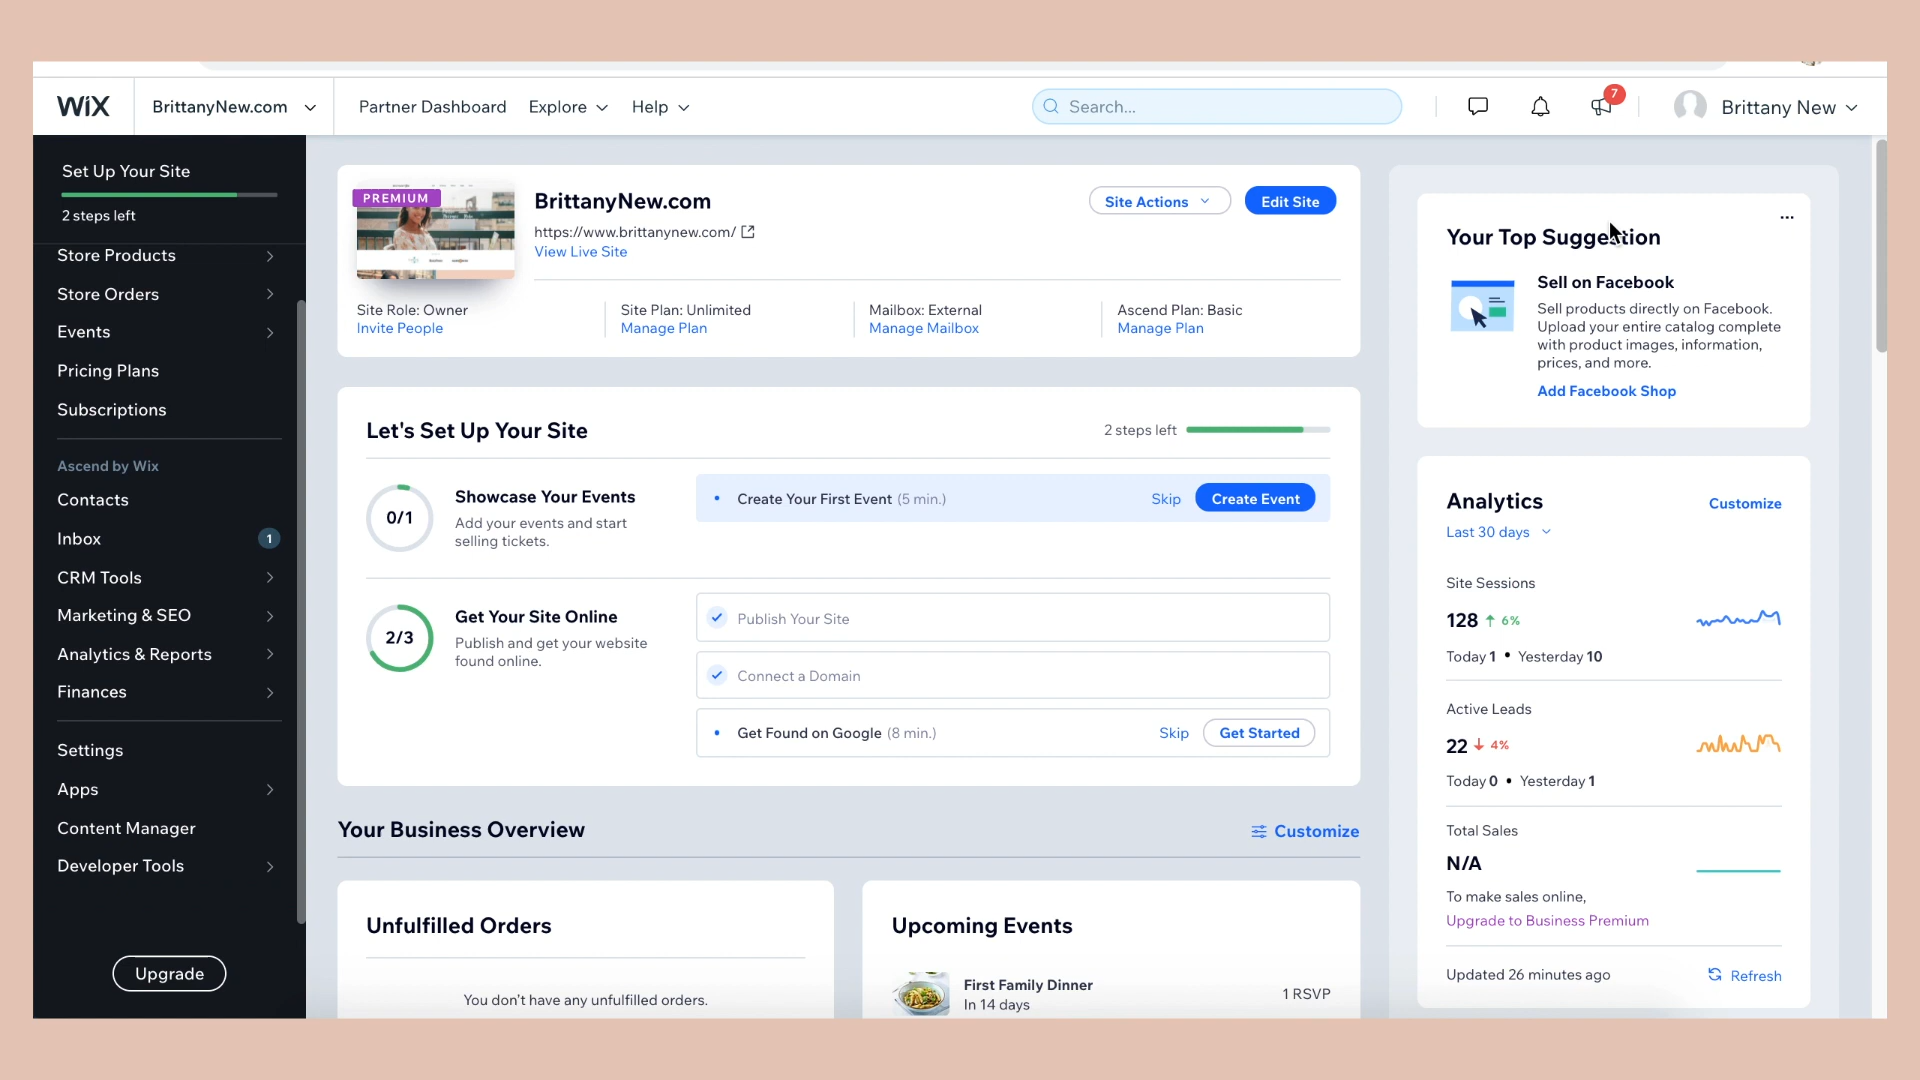 WiX
BrittanyNew.com
Partner Dashboard
Explore
Help
Search...
7
Brittany New
Set Up Your Site
2 steps left
Store Products
Store Orders
Events
Pricing Plans
Subscriptions
Ascend by Wix
Contacts
Inbox
1
CRM Tools
Marketing & SEO
Analytics & Reports
Finances
Settings
Apps
Content Manager
Developer Tools
Upgrade
PREMIUM
BrittanyNew.com
https://www.brittanynew.com/
View Live Site
Site Actions
Edit Site
Site Role: Owner
Invite People
Site Plan: Unlimited
Manage Plan
Mailbox: External
Manage Mailbox
Ascend Plan: Basic
Manage Plan
Let's Set Up Your Site
2 steps left
0/1
Showcase Your Events
Add your events and start
selling tickets.
Create Your First Event (5 min.)
Skip
Create Event
2/3
Get Your Site Online
Publish and get your website
found online.
Publish Your Site
Connect a Domain
Get Found on Google (8 min.)
Skip
Get Started
Your Business Overview
Customize
Unfulfilled Orders
You don't have any unfulfilled orders.
Upcoming Events
First Family Dinner
In 14 days
1 RSVP
Your Top Suggestion
Sell on Facebook
Sell products directly on Facebook.
Upload your entire catalog complete
with product images, information,
prices, and more.
Add Facebook Shop
Analytics
Customize
Last 30 days
Site Sessions
128 ↑ 6%
Today 1 • Yesterday 10
Active Leads
22 ↓ 4%
Today 0 • Yesterday 1
Total Sales
N/A
To make sales online,
Upgrade to Business Premium
Updated 26 minutes ago
Refresh